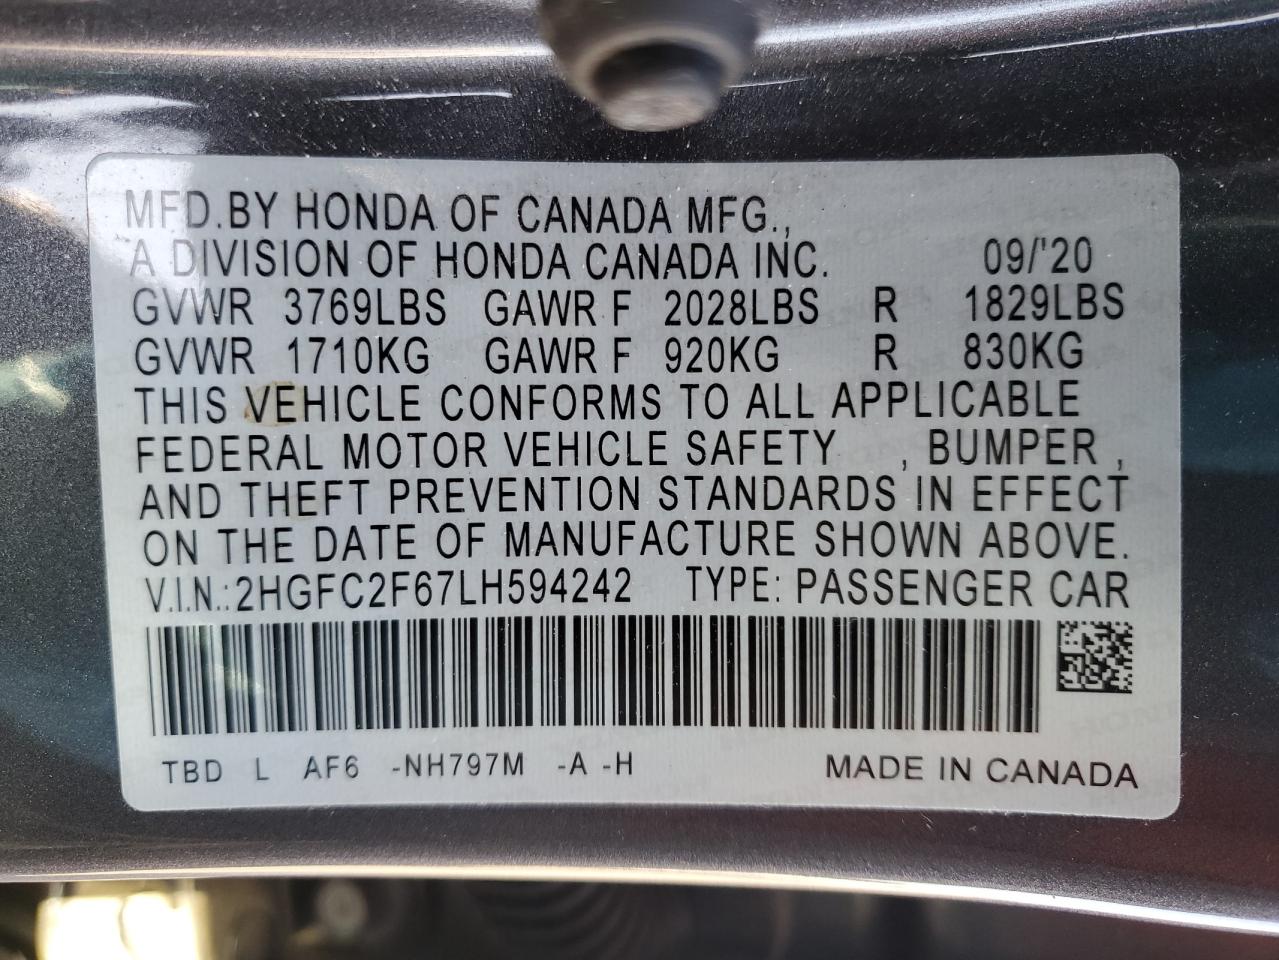 MFD.BY HONDA OF CANADA MFG.,
A DIVISION OF HONDA CANADA INC. 09/'20
GVWR 3769LBS GAWR F 2028LBS R 1829LBS
GVWR 1710KG GAWR F 920KG R 830KG
THIS VEHICLE CONFORMS TO ALL APPLICABLE
FEDERAL MOTOR VEHICLE SAFETY , BUMPER ,
AND THEFT PREVENTION STANDARDS IN EFFECT
ON THE DATE OF MANUFACTURE SHOWN ABOVE.
V.I.N.:2HGFC2F67LH594242 TYPE: PASSENGER CAR
TBD L AF6 -NH797M -A -H MADE IN CANADA